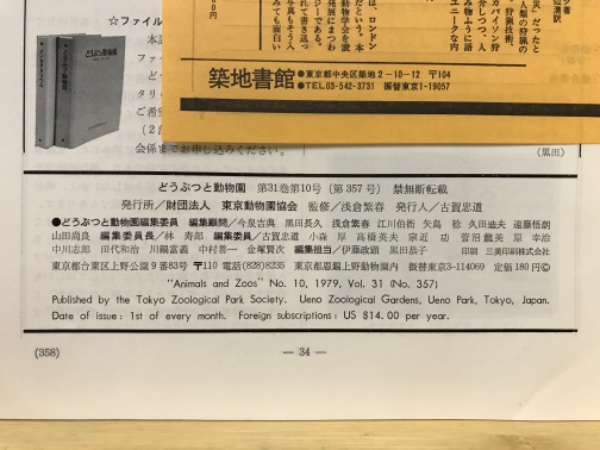 ☆ファイル
本誌
ファイ
どう
タリ
ご希
(2冊
会係までお申し込みください。
どうぶつと動物園
築地書館 ●東京都中央区築地2-10-12 〒104
●TEL03-542-3731 振替東京1-19057
(黒田)
どうぶつと動物園 第31巻第10号 (第357号) 禁無断転載
発行所/財団法人 東京動物園協会 監修/浅倉繁春 発行人/古賀忠道
●どうぶつと動物園編集委員 編集顧問/今泉吉典 黒田長久 浅倉繁春 江川伯衛 矢島 稔 久田迪夫 遠藤悟朗
山田尚良 編集委員長/林 寿郎 編集委員/古賀忠道 小森 厚 高橋英夫 宗近 功 菅沼龍美 原 幸治
中川志郎 田代和治 川鍋富義 中村善一 金塚賢次 編集担当/伊藤政顕 黒田恭子 印刷 三美印刷株式会社
東京都台東区上野公園9番83号 〒110 電話(828)8235 東京都恩賜上野動物園内 振替東京3-114069 定価180円©
"Animals and Zoos" No. 10, 1979, Vol. 31 (No. 357)
Published by the Tokyo Zoological Park Society. Ueno Zoological Gardens, Ueno Park, Tokyo, Japan.
Date of issue: 1st of every month. Foreign subscriptions: US $14.00 per year.
(358)
— 34 —